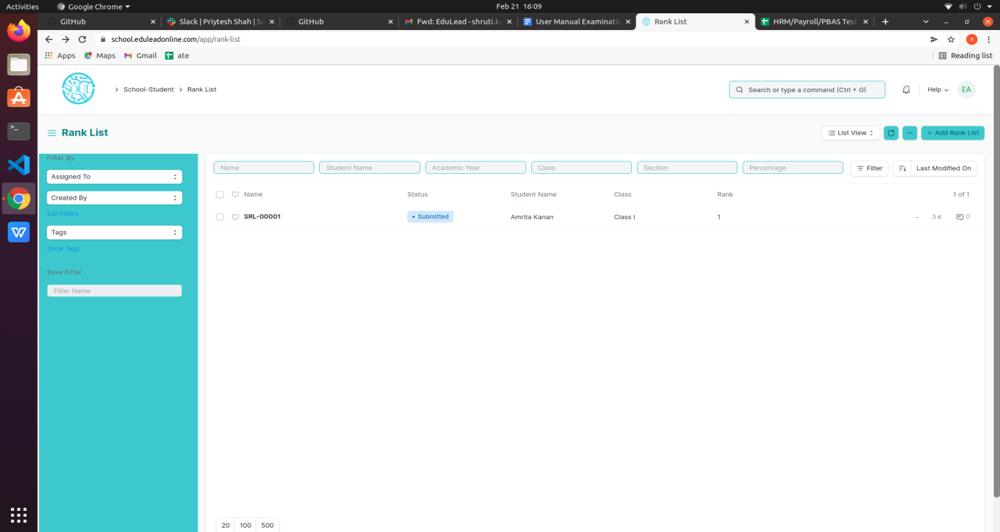 Activities Google Chrome Feb 21 16:09
GitHub Slack | Priytesh Shah | Sc GitHub Fwd: EduLead - shruti.k User Manual Examinatio Rank List HRM/Payroll/PBAS Test
school.eduleadonline.com/app/rank-list S
Apps Maps Gmail ate Reading list
SOUL School-Student Rank List Search or type a command (Ctrl + G) Help EA
Rank List List View ... + Add Rank List
Filter By
Assigned To
Created By
Edit Filters
Tags
Show Tags
Save Filter
Filter Name
Name Student Name Academic Year Class Section Percentage Filter Last Modified On
Name Status Student Name Class Rank 1 of 1
SRL-00001 • Submitted Amrita Kanan Class I 1 - 3 d 0
20 100 500